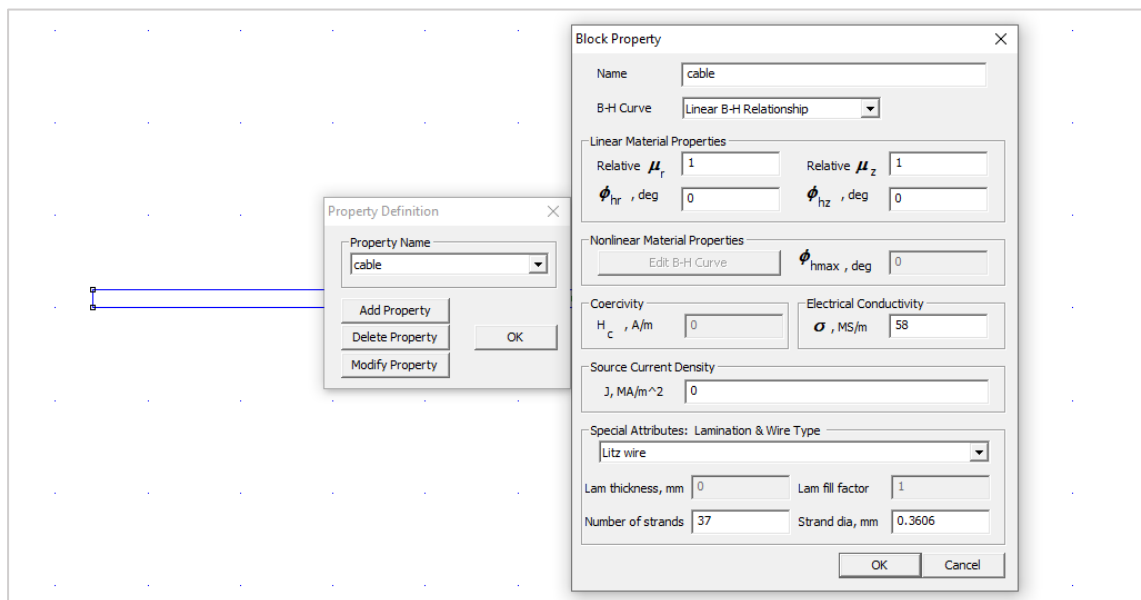 Property Definition
Property Name
cable
Add Property
Delete Property
OK
Modify Property
Block Property
Name cable
B-H Curve Linear B-H Relationship
Linear Material Properties
Relative μr 1 Relative μz 1
ϕhr , deg 0 ϕhz , deg 0
Nonlinear Material Properties
Edit B-H Curve ϕhmax , deg 0
Coercivity Electrical Conductivity
Hc , A/m 0 σ , MS/m 58
Source Current Density
J, MA/m^2 0
Special Attributes: Lamination & Wire Type
Litz wire
Lam thickness, mm 0 Lam fill factor 1
Number of strands 37 Strand dia, mm 0.3606
OK Cancel